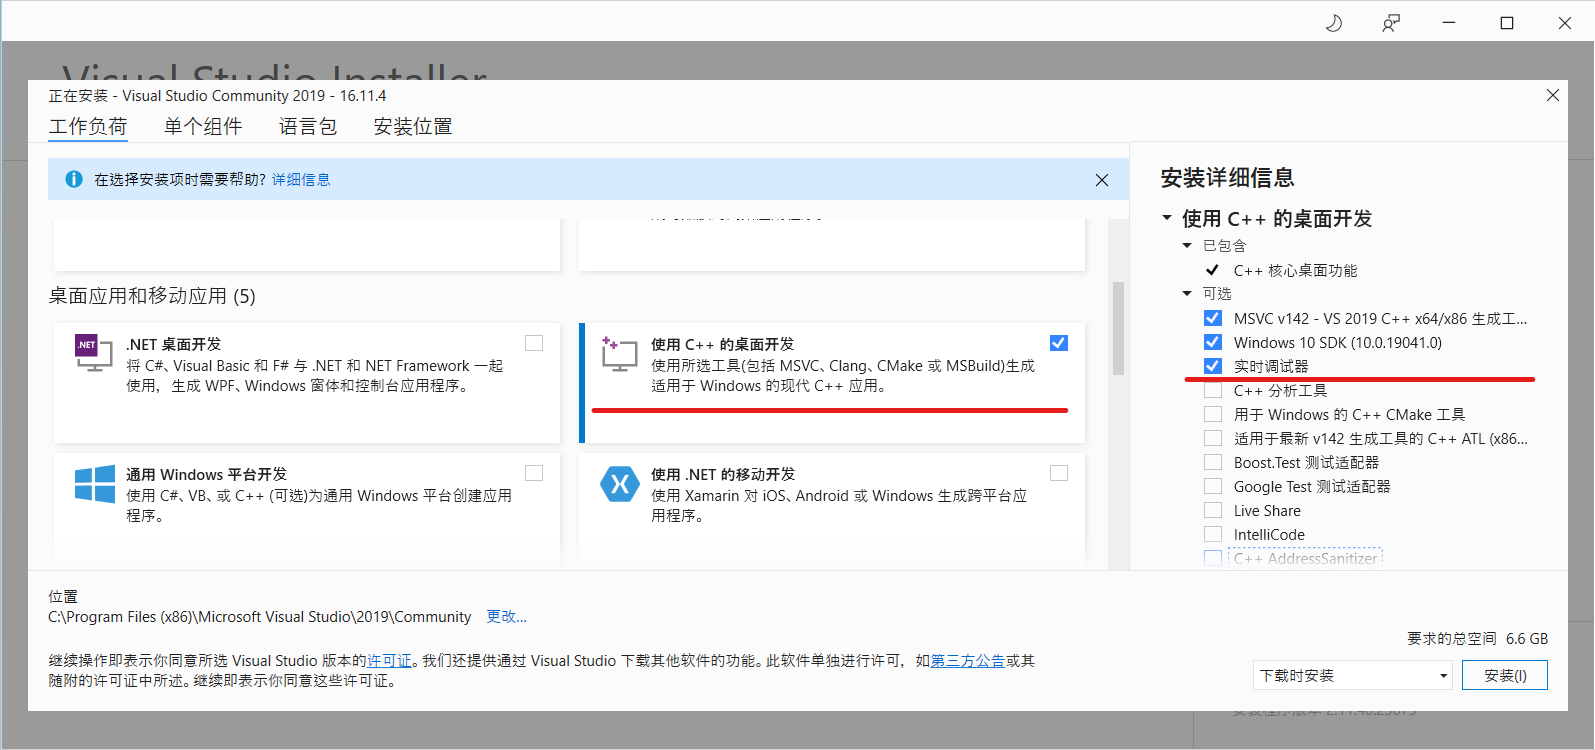 Visual Studio Installer
正在安装 - Visual Studio Community 2019 - 16.11.4
工作负荷 单个组件 语言包 安装位置
在选择安装项时需要帮助? 详细信息
桌面应用和移动应用 (5)
.NET
.NET 桌面开发
将 C#、Visual Basic 和 F# 与 .NET 和 NET Framework 一起
使用，生成 WPF、Windows 窗体和控制台应用程序。
使用 C++ 的桌面开发
使用所选工具(包括 MSVC、Clang、CMake 或 MSBuild)生成
适用于 Windows 的现代 C++ 应用。
通用 Windows 平台开发
使用 C#、VB、或 C++ (可选)为通用 Windows 平台创建应用
程序。
使用 .NET 的移动开发
使用 Xamarin 对 iOS、Android 或 Windows 生成跨平台应
用程序。
安装详细信息
使用 C++ 的桌面开发
已包含
C++ 核心桌面功能
可选
MSVC v142 - VS 2019 C++ x64/x86 生成工...
Windows 10 SDK (10.0.19041.0)
实时调试器
C++ 分析工具
用于 Windows 的 C++ CMake 工具
适用于最新 v142 生成工具的 C++ ATL (x86...
Boost.Test 测试适配器
Google Test 测试适配器
Live Share
IntelliCode
C++ AddressSanitizer
位置
C:\Program Files (x86)\Microsoft Visual Studio\2019\Community 更改...
继续操作即表示你同意所选 Visual Studio 版本的许可证。我们还提供通过 Visual Studio 下载其他软件的功能。此软件单独进行许可，如第三方公告或其
随附的许可证中所述。继续即表示你同意这些许可证。
要求的总空间 6.6 GB
下载时安装
安装(I)